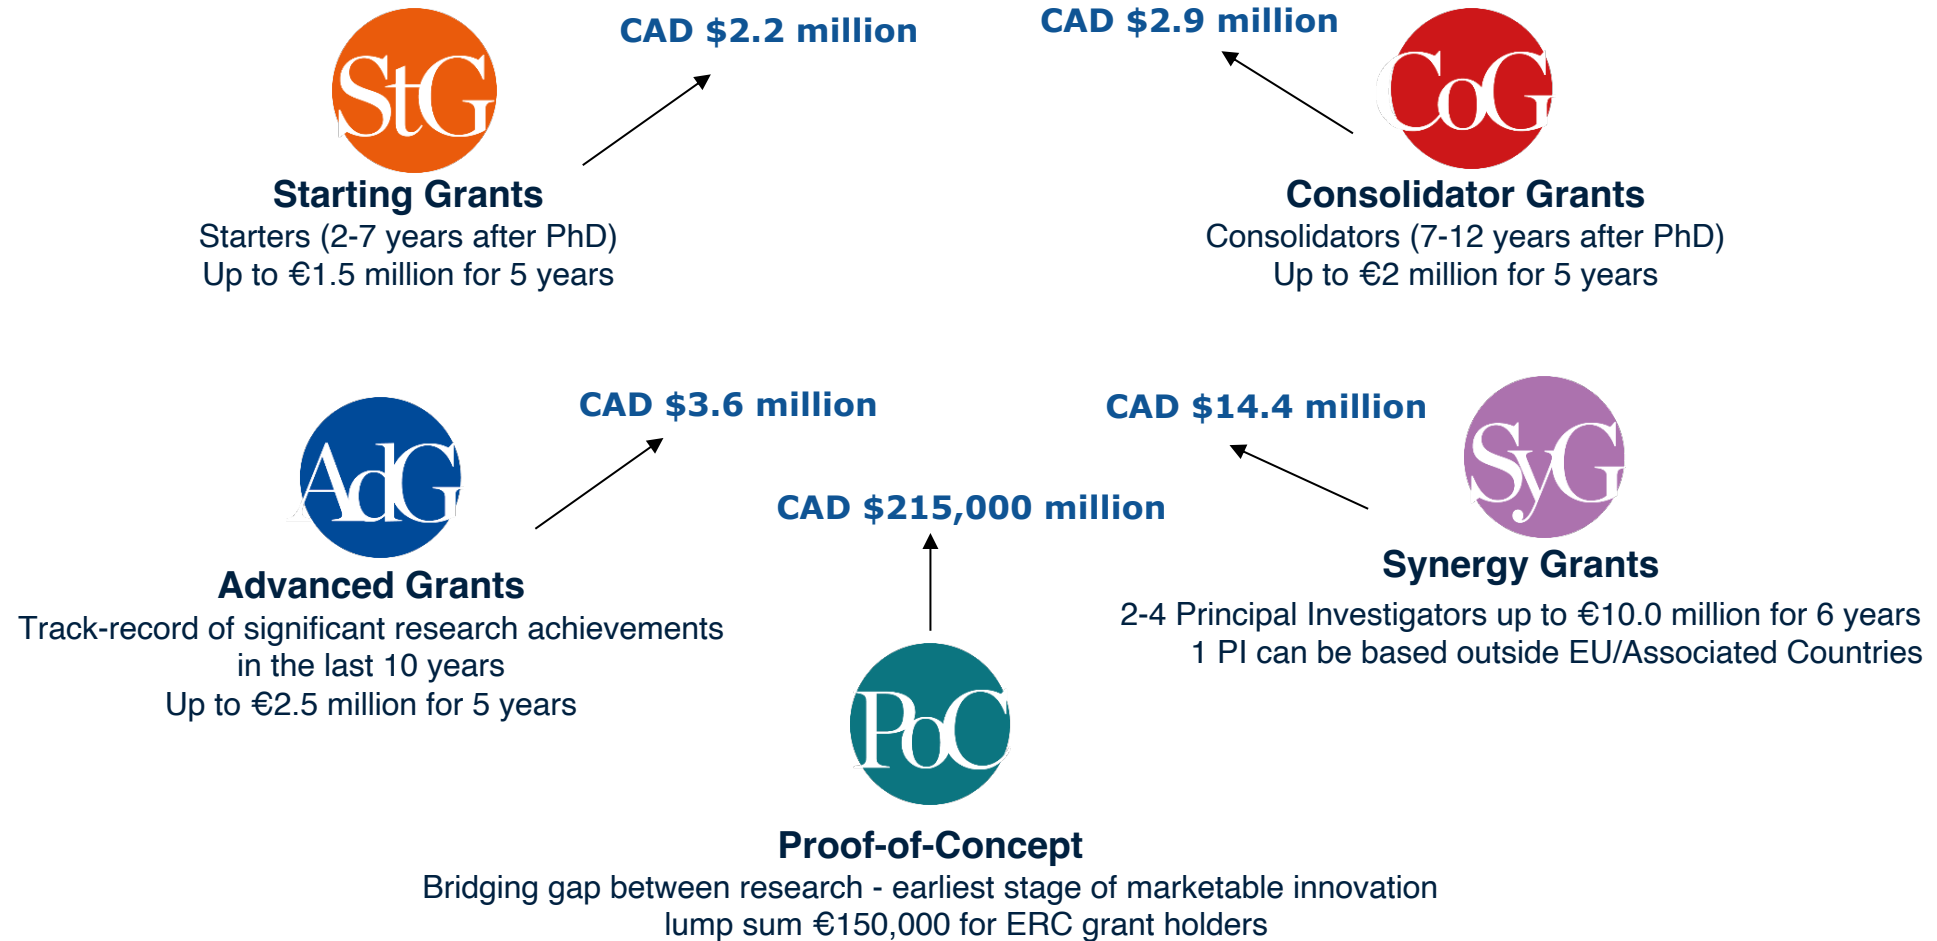 StG
CAD $2.2 million
Starting Grants
Starters (2-7 years after PhD)
Up to €1.5 million for 5 years
CAD $2.9 million
CoG
Consolidator Grants
Consolidators (7-12 years after PhD)
Up to €2 million for 5 years
AdG
CAD $3.6 million
Advanced Grants
Track-record of significant research achievements
in the last 10 years
Up to €2.5 million for 5 years
CAD $14.4 million
SyG
Synergy Grants
2-4 Principal Investigators up to €10.0 million for 6 years
1 PI can be based outside EU/Associated Countries
CAD $215,000 million
PoC
Proof-of-Concept
Bridging gap between research - earliest stage of marketable innovation
lump sum €150,000 for ERC grant holders